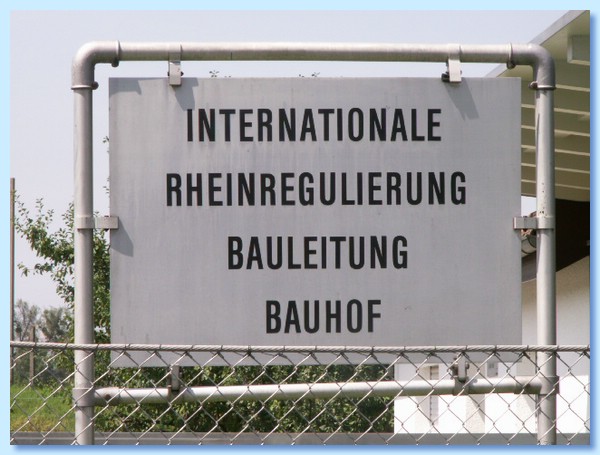 INTERNATIONALE
RHEINREGULIERUNG
BAULEITUNG
BAUHOF